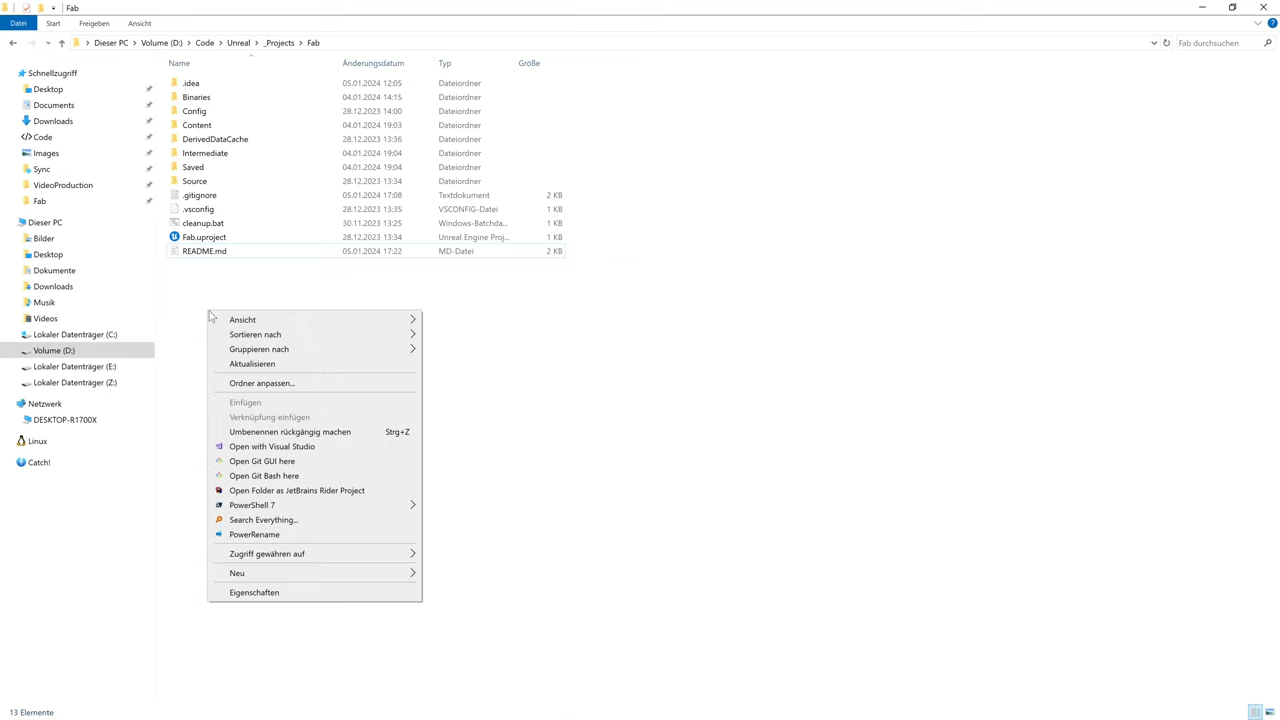 Fab
Datei Start Freigeben Ansicht
Dieser PC Volume (D:) Code Unreal _Projects Fab
Fab durchsuchen
Schnellzugriff
Desktop
Documents
Downloads
Code
Images
Sync
VideoProduction
Fab
Dieser PC
Bilder
Desktop
Dokumente
Downloads
Musik
Videos
Lokaler Datenträger (C:)
Volume (D:)
Lokaler Datenträger (E:)
Lokaler Datenträger (Z:)
Netzwerk
DESKTOP-R1700X
Linux
Catch!
Name Änderungsdatum Typ Größe
.idea 05.01.2024 12:05 Dateiordner
Binaries 04.01.2024 14:15 Dateiordner
Config 28.12.2023 14:00 Dateiordner
Content 04.01.2024 19:03 Dateiordner
DerivedDataCache 28.12.2023 13:36 Dateiordner
Intermediate 04.01.2024 19:04 Dateiordner
Saved 04.01.2024 19:04 Dateiordner
Source 28.12.2023 13:34 Dateiordner
.gitignore 05.01.2024 17:08 Textdokument 2 KB
.vsconfig 28.12.2023 13:35 VSCONFIG-Datei 1 KB
cleanup.bat 30.11.2023 13:25 Windows-Batchda... 1 KB
Fab.uproject 28.12.2023 13:34 Unreal Engine Proj... 1 KB
README.md 05.01.2024 17:22 MD-Datei 2 KB
Ansicht
Sortieren nach
Gruppieren nach
Aktualisieren
Ordner anpassen...
Einfügen
Verknüpfung einfügen
Umbenennen rückgängig machen Strg+Z
Open with Visual Studio
Open Git GUI here
Open Git Bash here
Open Folder as JetBrains Rider Project
PowerShell 7
Search Everything...
PowerRename
Zugriff gewähren auf
Neu
Eigenschaften
13 Elemente